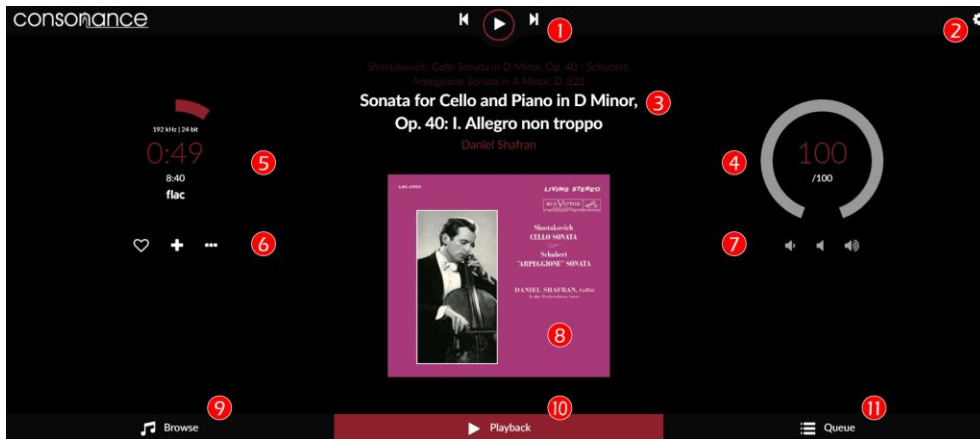 consonance
1
2
Shostakovich: Cello Sonata in D Minor, Op. 40 - Schubert:
Arpeggione Sonata in A Minor, D. 821
Sonata for Cello and Piano in D Minor,
Op. 40: I. Allegro non troppo
3
Daniel Shafran
192 kHz | 24 bit
0:49
8:40
flac
5
6
100
/100
4
7
LIVING STEREO
RCA VICTOR
Shostakovich
CELLO SONATA
Schubert
"ARPEGGIONE" SONATA
DANIEL SHAFRAN, Cellist
8
9
Browse
10
Playback
11
Queue